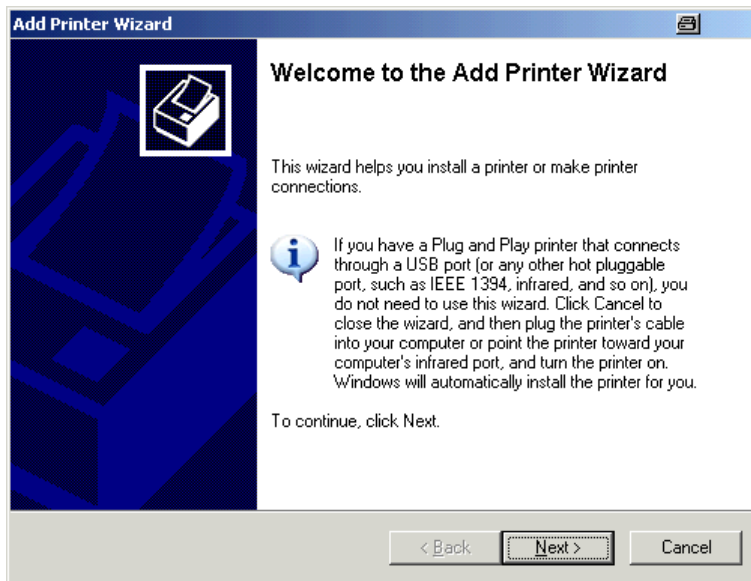 Add Printer Wizard
Welcome to the Add Printer Wizard
This wizard helps you install a printer or make printer
connections.
If you have a Plug and Play printer that connects
through a USB port (or any other hot pluggable
port, such as IEEE 1394, infrared, and so on), you
do not need to use this wizard. Click Cancel to
close the wizard, and then plug the printer's cable
into your computer or point the printer toward your
computer's infrared port, and turn the printer on.
Windows will automatically install the printer for you.
To continue, click Next.
< Back Next > Cancel